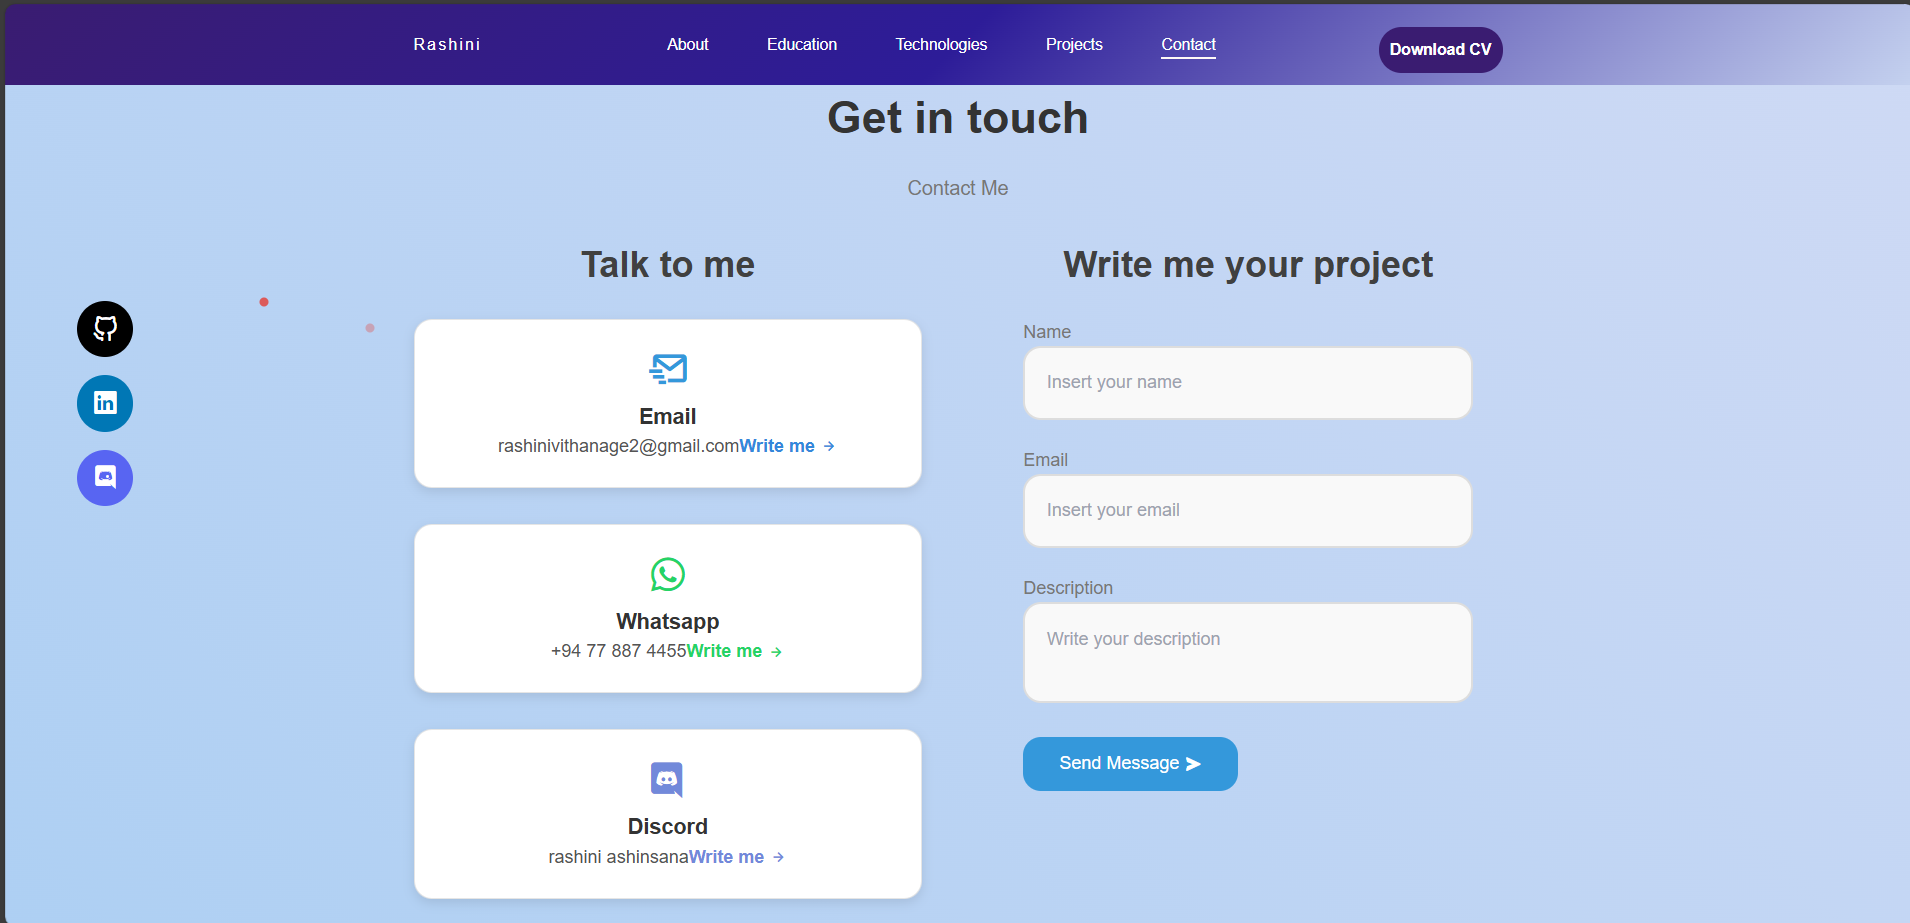 Rashini About Education Technologies Projects Contact Download CV
Get in touch
Contact Me
Talk to me
Email
rashinivithanage2@gmail.comWrite me
Whatsapp
+94 77 887 4455Write me
Discord
rashini ashinsanaWrite me
Write me your project
Name
Insert your name
Email
Insert your email
Description
Write your description
Send Message